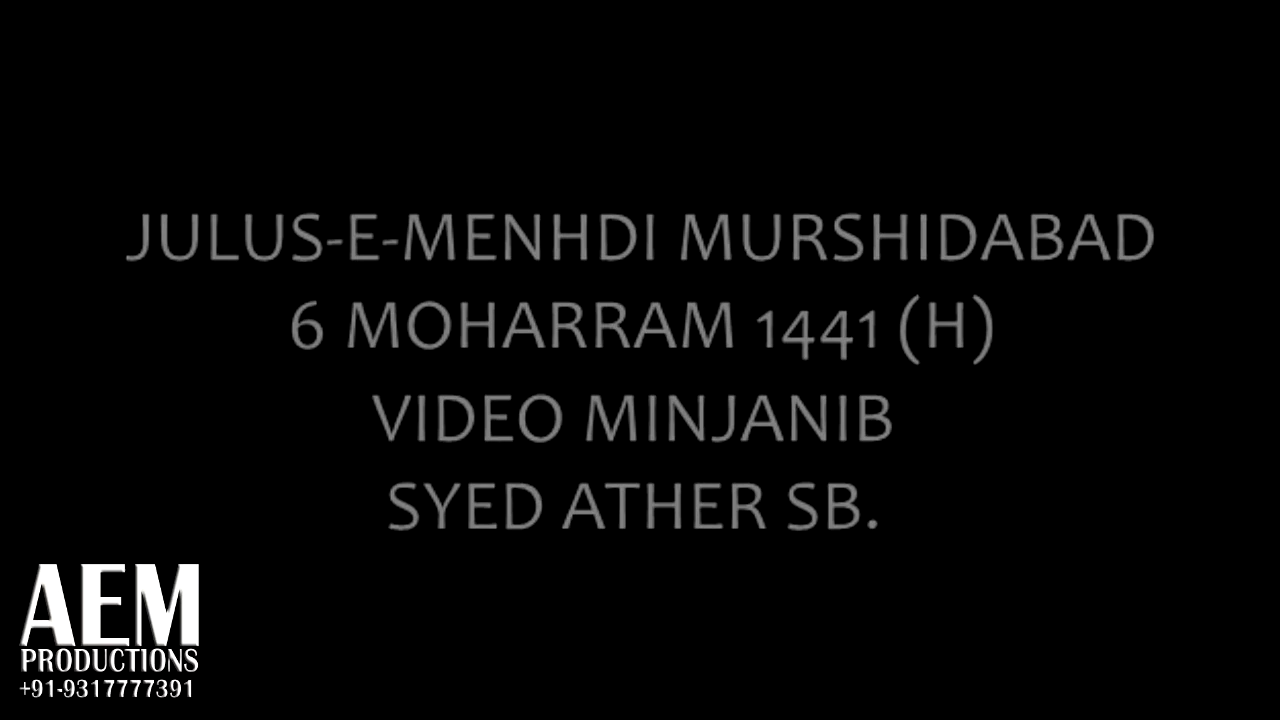 JULUS-E-MENHDI MURSHIDABAD
6 MOHARRAM 1441 (H)
VIDEO MINJANIB
SYED ATHER SB.
AEM
PRODUCTIONS
+91-9317777391